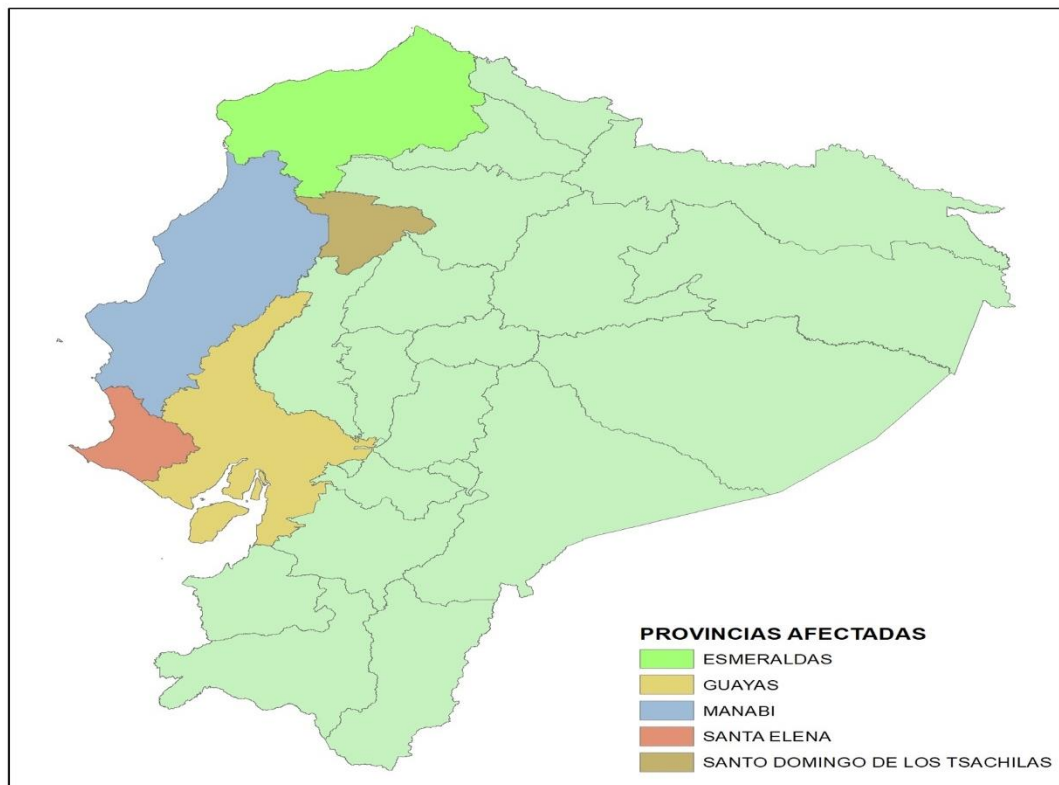 PROVINCIAS AFECTADAS
ESMERALDAS
GUAYAS
MANABI
SANTA ELENA
SANTO DOMINGO DE LOS TSACHILAS